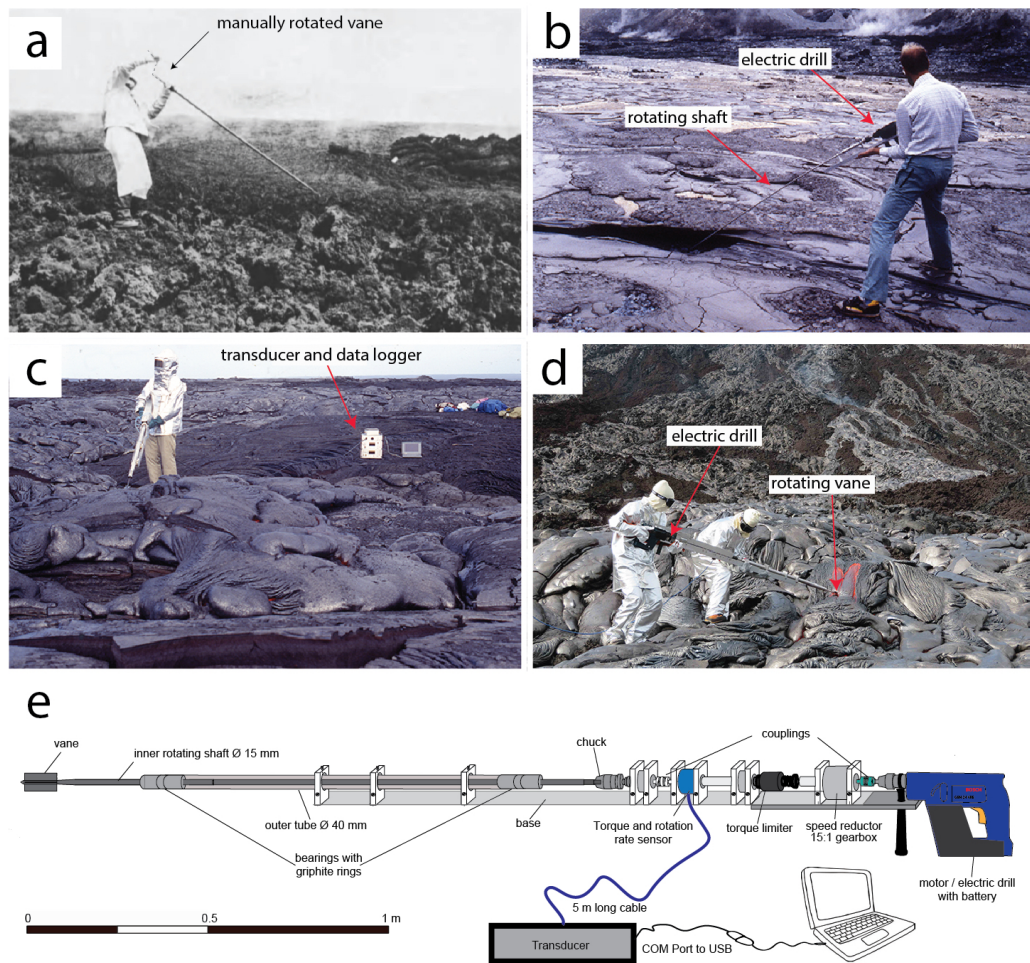 a
manually rotated vane
b
electric drill
rotating shaft
c
transducer and data logger
d
electric drill
rotating vane
e
vane
inner rotating shaft Ø 15 mm
chuck
couplings
outer tube Ø 40 mm
base
Torque and rotation
rate sensor
torque limiter
speed reductor
15:1 gearbox
bearings with
griphite rings
motor / electric drill
with battery
0
0.5
1 m
5 m long cable
Transducer
COM Port to USB